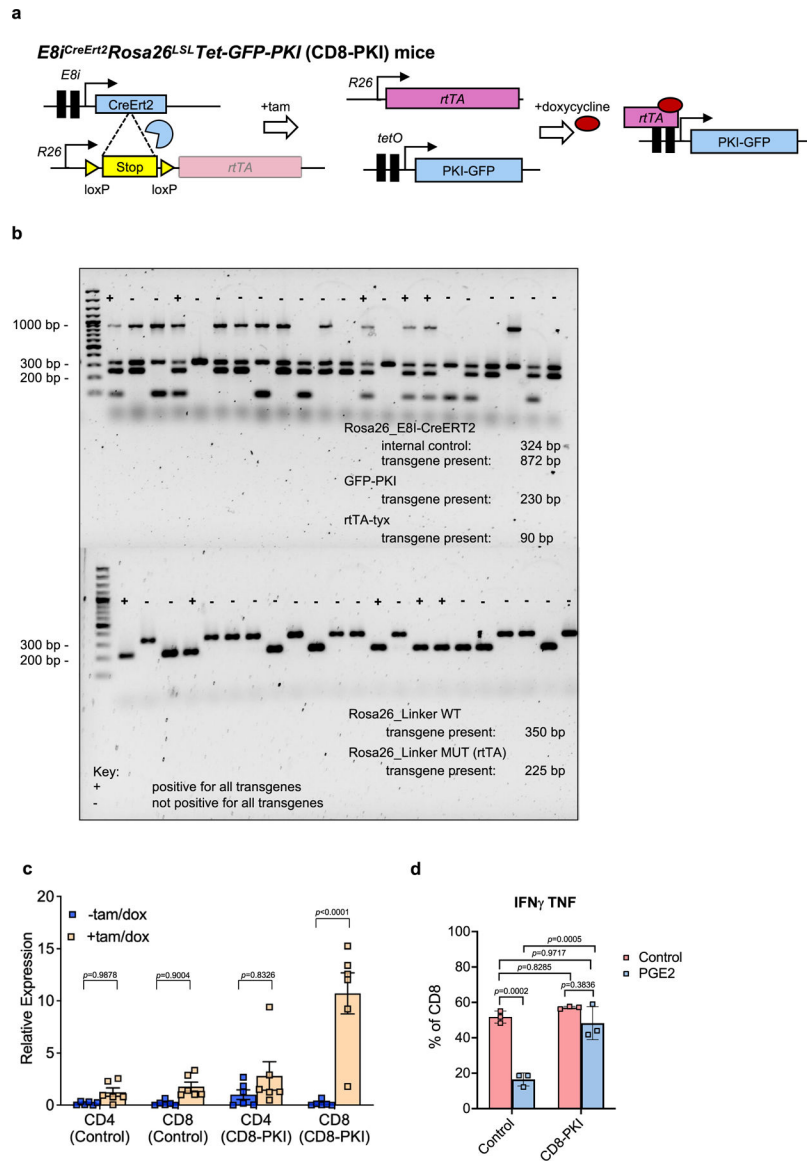 a
E8iCreErt2Rosa26LSLTet-GFP-PKI (CD8-PKI) mice
E8i
CreErt2
R26
Stop
rtTA
loxP
loxP
+tam
R26
rtTA
tetO
PKI-GFP
+doxycycline
rtTA
PKI-GFP
b
+ - - + - - - - - - - - + - + + - - - - - -
1000 bp -
300 bp -
200 bp -
Rosa26_E8I-CreERT2
internal control: 324 bp
transgene present: 872 bp
GFP-PKI
transgene present: 230 bp
rtTA-tyx
transgene present: 90 bp
+ - - + - - - - - - - - + - + + - - - - - -
300 bp -
200 bp -
Rosa26_Linker WT
transgene present: 350 bp
Rosa26_Linker MUT (rtTA)
transgene present: 225 bp
Key:
+ positive for all transgenes
- not positive for all transgenes
c
Relative Expression
20
15
10
5
0
-tam/dox
+tam/dox
p=0.9878
p=0.9004
p=0.8326
p<0.0001
CD4 (Control)
CD8 (Control)
CD4 (CD8-PKI)
CD8 (CD8-PKI)
d
IFNγ TNF
% of CD8
100
80
60
40
20
0
p=0.0005
p=0.9717
p=0.8285
p=0.0002
p=0.3836
Control
PGE2
Control
CD8-PKI